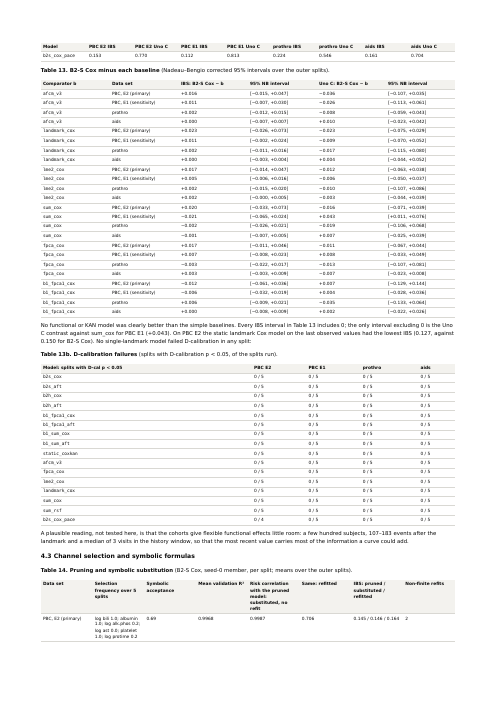 Model PBC E2 IBS PBC E2 Uno C PBC E1 IBS PBC E1 Uno C prothro IBS prothro Uno C aids IBS aids Uno C
b2s_cox_pace 0.153 0.770 0.112 0.813 0.224 0.546 0.161 0.704
Table 13. B2-S Cox minus each baseline (Nadeau-Bengio corrected 95% intervals over the outer splits).
Comparator b Data set IBS: B2-S Cox − b 95% NB interval Uno C: B2-S Cox − b 95% NB interval
afcm_v3 PBC, E2 (primary) +0.016 [−0.015, +0.047] −0.036 [−0.107, +0.035]
afcm_v3 PBC, E1 (sensitivity) +0.011 [−0.007, +0.030] −0.026 [−0.113, +0.061]
afcm_v3 prothro +0.002 [−0.012, +0.015] −0.008 [−0.059, +0.043]
afcm_v3 aids +0.000 [−0.007, +0.007] +0.010 [−0.023, +0.042]
landmark_cox PBC, E2 (primary) +0.023 [−0.026, +0.073] −0.023 [−0.075, +0.029]
landmark_cox PBC, E1 (sensitivity) +0.011 [−0.002, +0.024] −0.009 [−0.070, +0.052]
landmark_cox prothro +0.002 [−0.011, +0.016] −0.017 [−0.115, +0.080]
landmark_cox aids +0.000 [−0.003, +0.004] +0.004 [−0.044, +0.052]
lme2_cox PBC, E2 (primary) +0.017 [−0.014, +0.047] −0.012 [−0.063, +0.038]
lme2_cox PBC, E1 (sensitivity) +0.005 [−0.006, +0.016] −0.006 [−0.050, +0.037]
lme2_cox prothro +0.002 [−0.015, +0.020] −0.010 [−0.107, +0.086]
lme2_cox aids +0.002 [−0.000, +0.005] −0.003 [−0.044, +0.039]
sum_cox PBC, E2 (primary) +0.020 [−0.033, +0.073] −0.016 [−0.071, +0.039]
sum_cox PBC, E1 (sensitivity) −0.021 [−0.065, +0.024] +0.043 [+0.011, +0.076]
sum_cox prothro −0.002 [−0.026, +0.021] −0.019 [−0.106, +0.068]
sum_cox aids −0.001 [−0.007, +0.005] +0.007 [−0.025, +0.039]
fpca_cox PBC, E2 (primary) +0.017 [−0.011, +0.046] −0.011 [−0.067, +0.044]
fpca_cox PBC, E1 (sensitivity) +0.007 [−0.008, +0.023] +0.008 [−0.033, +0.049]
fpca_cox prothro −0.003 [−0.022, +0.017] −0.013 [−0.107, +0.081]
fpca_cox aids +0.003 [−0.003, +0.009] −0.007 [−0.023, +0.008]
b1_fpca1_cox PBC, E2 (primary) −0.012 [−0.061, +0.036] +0.007 [−0.129, +0.144]
b1_fpca1_cox PBC, E1 (sensitivity) −0.006 [−0.032, +0.019] +0.004 [−0.028, +0.036]
b1_fpca1_cox prothro +0.006 [−0.009, +0.021] −0.035 [−0.133, +0.064]
b1_fpca1_cox aids +0.000 [−0.008, +0.009] +0.002 [−0.022, +0.026]
No functional or KAN model was clearly better than the simple baselines. Every IBS interval in Table 13 includes 0; the only interval excluding 0 is the Uno
C contrast against sum_cox for PBC E1 (+0.043). On PBC E2 the static landmark Cox model on the last observed values had the lowest IBS (0.127, against
0.150 for B2-S Cox). No single-landmark model failed D-calibration in any split:
Table 13b. D-calibration failures (splits with D-calibration p < 0.05, of the splits run).
Model: splits with D-cal p < 0.05 PBC E2 PBC E1 prothro aids
b2s_cox 0 / 5 0 / 5 0 / 5 0 / 5
b2s_aft 0 / 5 0 / 5 0 / 5 0 / 5
b2h_cox 0 / 5 0 / 5 0 / 5 0 / 5
b2h_aft 0 / 5 0 / 5 0 / 5 0 / 5
b1_fpca1_cox 0 / 5 0 / 5 0 / 5 0 / 5
b1_fpca1_aft 0 / 5 0 / 5 0 / 5 0 / 5
b1_sum_cox 0 / 5 0 / 5 0 / 5 0 / 5
b1_sum_aft 0 / 5 0 / 5 0 / 5 0 / 5
static_coxkan 0 / 5 0 / 5 0 / 5 0 / 5
afcm_v3 0 / 5 0 / 5 0 / 5 0 / 5
fpca_cox 0 / 5 0 / 5 0 / 5 0 / 5
lme2_cox 0 / 5 0 / 5 0 / 5 0 / 5
landmark_cox 0 / 5 0 / 5 0 / 5 0 / 5
sum_cox 0 / 5 0 / 5 0 / 5 0 / 5
sum_rsf 0 / 5 0 / 5 0 / 5 0 / 5
b2s_cox_pace 0 / 4 0 / 5 0 / 5 0 / 5
A plausible reading, not tested here, is that the cohorts give flexible functional effects little room: a few hundred subjects, 107–183 events after the
landmark and a median of 3 visits in the history window, so that the most recent value carries most of the information a curve could add.
4.3 Channel selection and symbolic formulas
Table 14. Pruning and symbolic substitution (B2-S Cox, seed-0 member, per split; means over the outer splits).
Data set Selection frequency over 5 splits Symbolic acceptance Mean validation R² Risk correlation with the pruned model: substituted, no refit Same: refitted IBS: pruned / substituted / refitted Non-finite refits
PBC, E2 (primary) log bili 1.0; albumin 1.0; log alk.phos 0.2; log ast 0.0; platelet 1.0; log protime 0.2 0.69 0.9968 0.9987 0.706 0.145 / 0.146 / 0.164 2